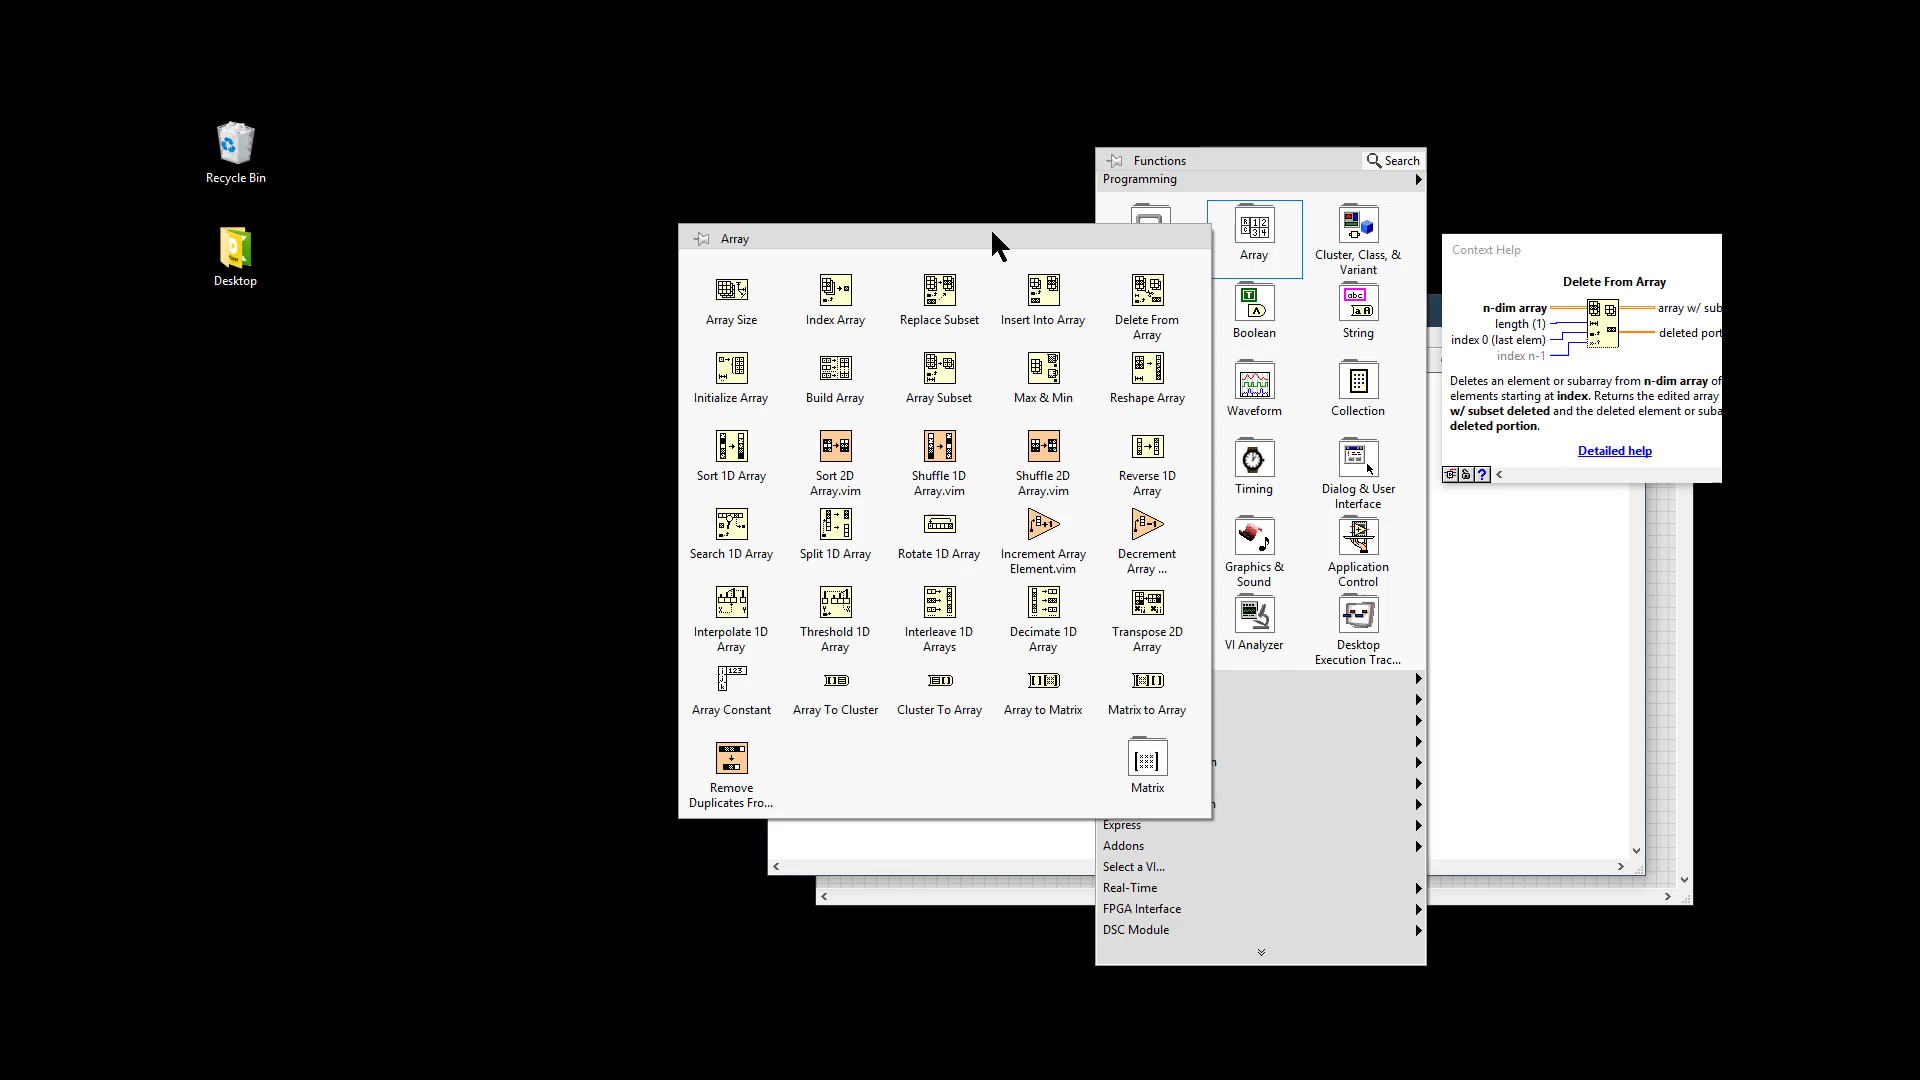 Recycle Bin
Desktop
Functions
Search
Programming
Array
Cluster, Class, &
Variant
Boolean
String
Waveform
Collection
Timing
Dialog & User
Interface
Graphics &
Sound
Application
Control
VI Analyzer
Desktop
Execution Trac...
Express
Addons
Select a VI...
Real-Time
FPGA Interface
DSC Module
Array
Array Size
Index Array
Replace Subset
Insert Into Array
Delete From
Array
Initialize Array
Build Array
Array Subset
Max & Min
Reshape Array
Sort 1D Array
Sort 2D
Array.vim
Shuffle 1D
Array.vim
Shuffle 2D
Array.vim
Reverse 1D
Array
Search 1D Array
Split 1D Array
Rotate 1D Array
Increment Array
Element.vim
Decrement
Array ...
Interpolate 1D
Array
Threshold 1D
Array
Interleave 1D
Arrays
Decimate 1D
Array
Transpose 2D
Array
Array Constant
Array To Cluster
Cluster To Array
Array to Matrix
Matrix to Array
Remove
Duplicates Fro...
Matrix
Context Help
Delete From Array
n-dim array
length (1)
index 0 (last elem)
index n-1
array w/ sub
deleted port
Deletes an element or subarray from n-dim array of
elements starting at index. Returns the edited array
w/ subset deleted and the deleted element or suba
deleted portion.
Detailed help